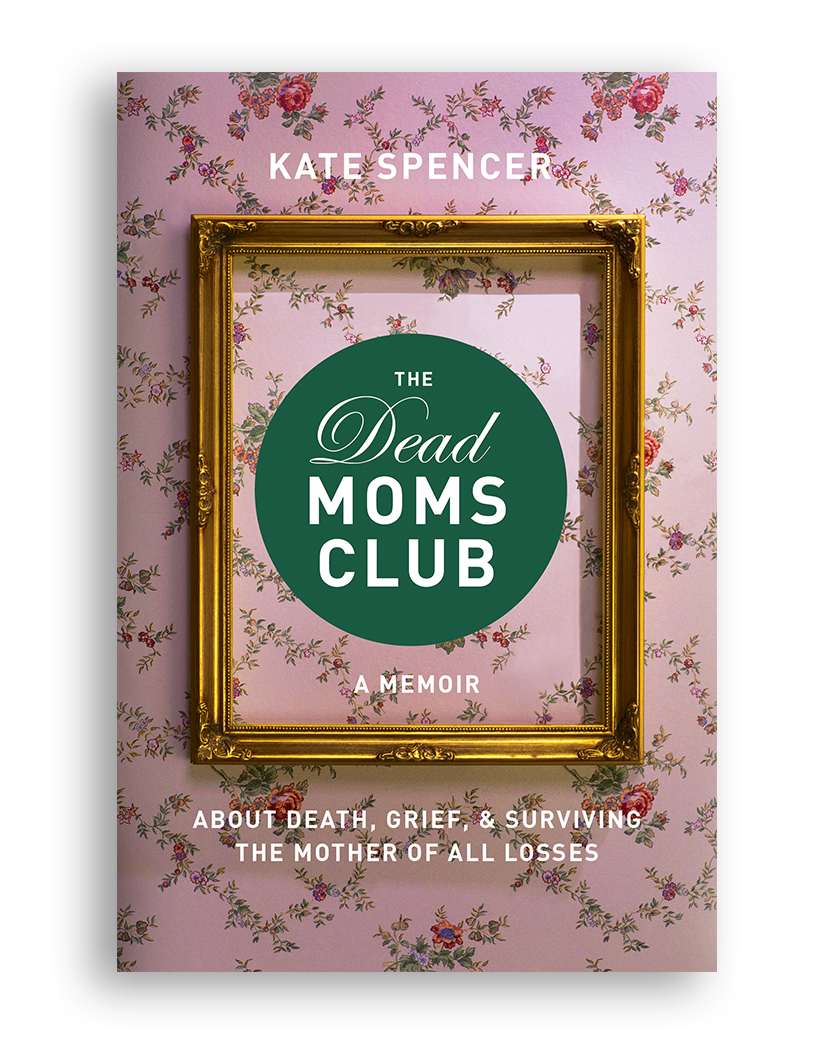 KATE SPENCER
THE
Dead
MOMS
CLUB
A MEMOIR
ABOUT DEATH, GRIEF, & SURVIVING
THE MOTHER OF ALL LOSSES